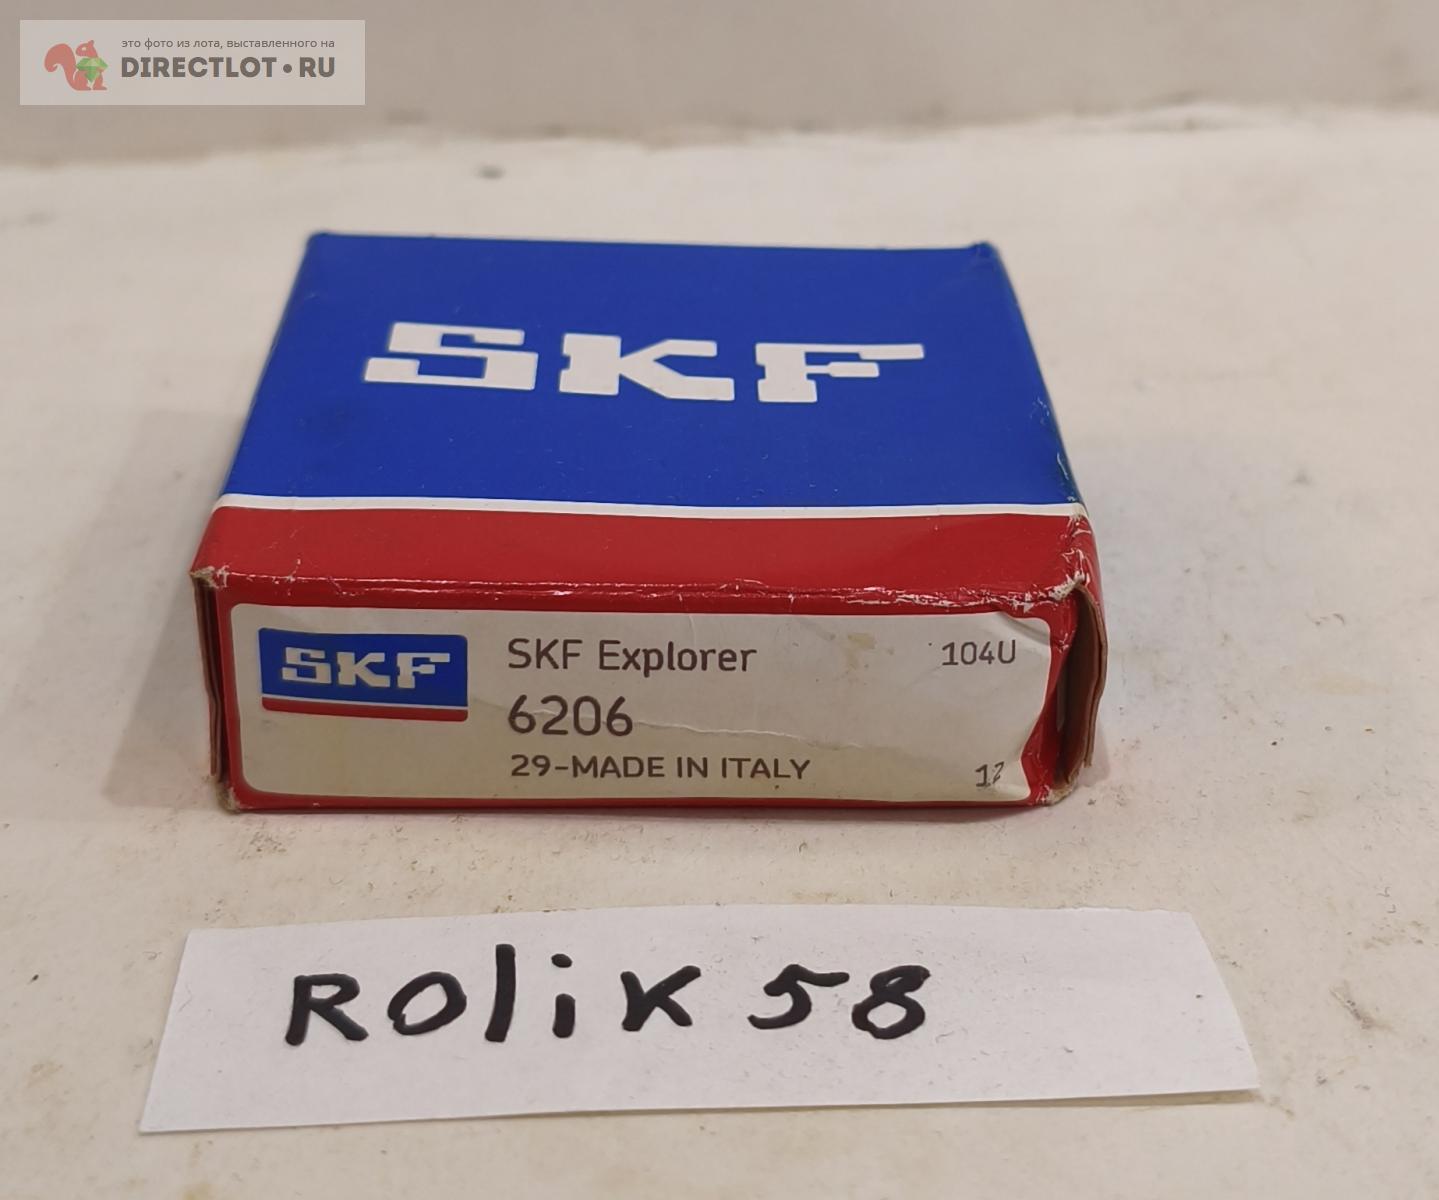 это фото из лота, выставленного на
DIRECTLOT•RU
SKF
SKF
SKF Explorer
104U
6206
29-MADE IN ITALY
ROliK 58